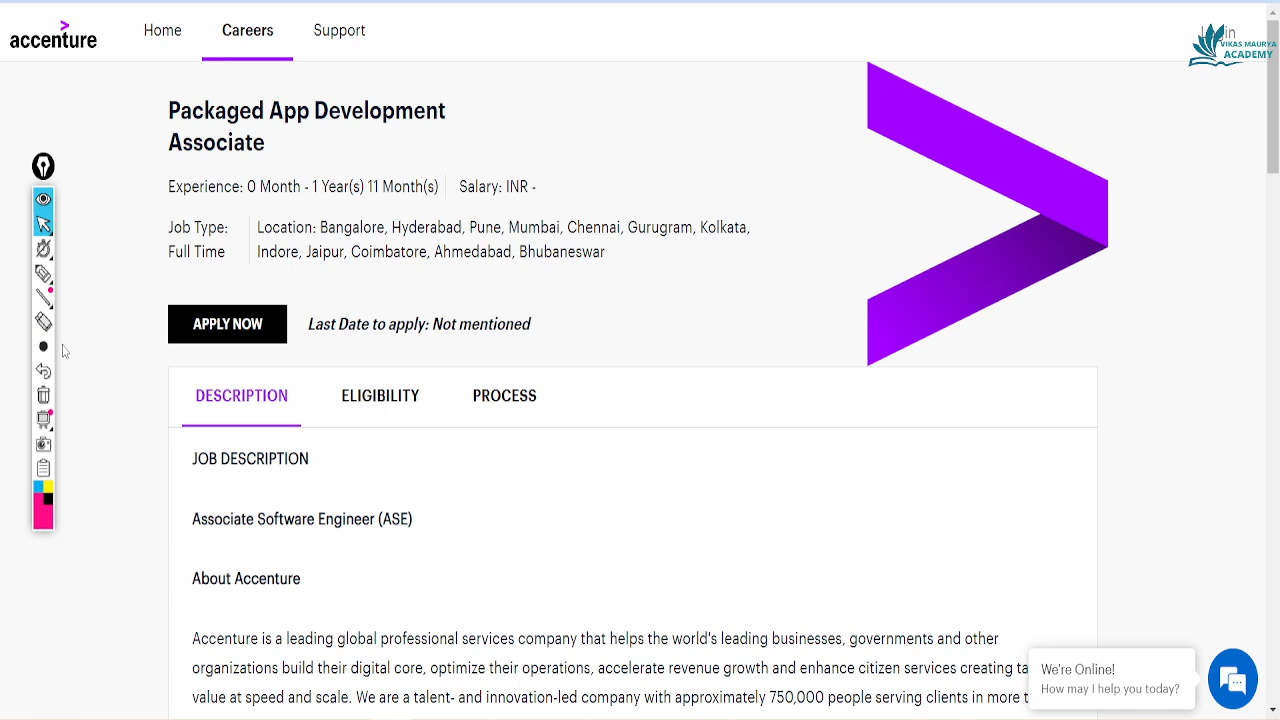 accenture
Home
Careers
Support
VIKAS MAURYA
ACADEMY
Packaged App Development
Associate
Experience: 0 Month - 1 Year(s) 11 Month(s)
Salary: INR -
Job Type:
Full Time
Location: Bangalore, Hyderabad, Pune, Mumbai, Chennai, Gurugram, Kolkata,
Indore, Jaipur, Coimbatore, Ahmedabad, Bhubaneswar
APPLY NOW
Last Date to apply: Not mentioned
DESCRIPTION
ELIGIBILITY
PROCESS
JOB DESCRIPTION
Associate Software Engineer (ASE)
About Accenture
Accenture is a leading global professional services company that helps the world's leading businesses, governments and other
organizations build their digital core, optimize their operations, accelerate revenue growth and enhance citizen services creating
value at speed and scale. We are a talent- and innovation-led company with approximately 750,000 people serving clients in more
We're Online!
How may I help you today?